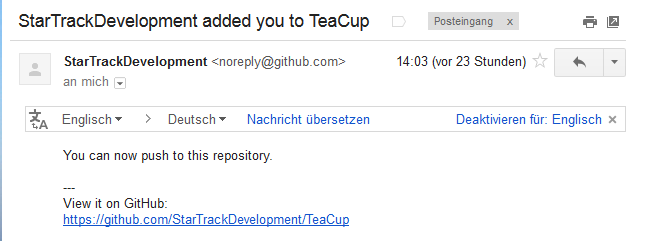 StarTrackDevelopment added you to TeaCup
Posteingang x
StarTrackDevelopment <noreply@github.com>
14:03 (vor 23 Stunden)
an mich
Englisch > Deutsch Nachricht übersetzen Deaktivieren für: Englisch x
You can now push to this repository.
---
View it on GitHub:
https://github.com/StarTrackDevelopment/TeaCup